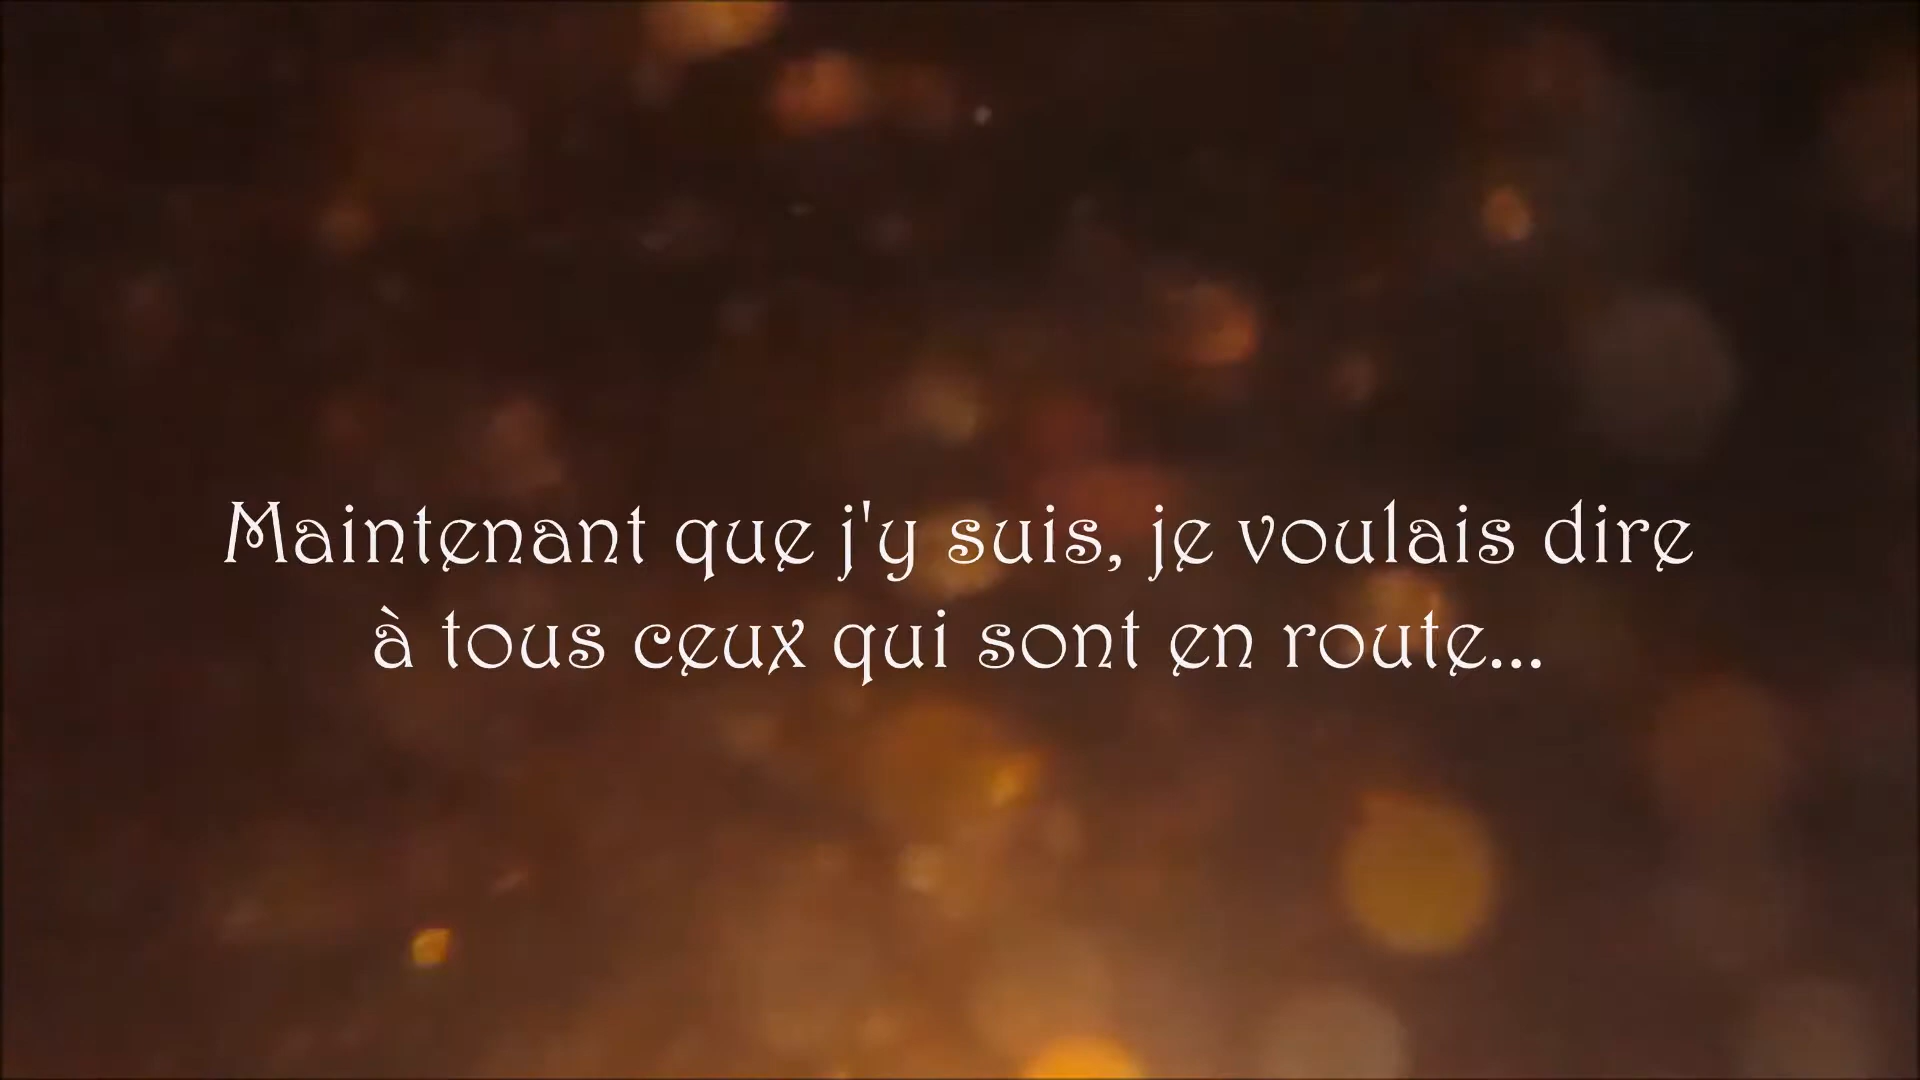 Maintenant que j'y suis, je voulais dire
à tous ceux qui sont en route...